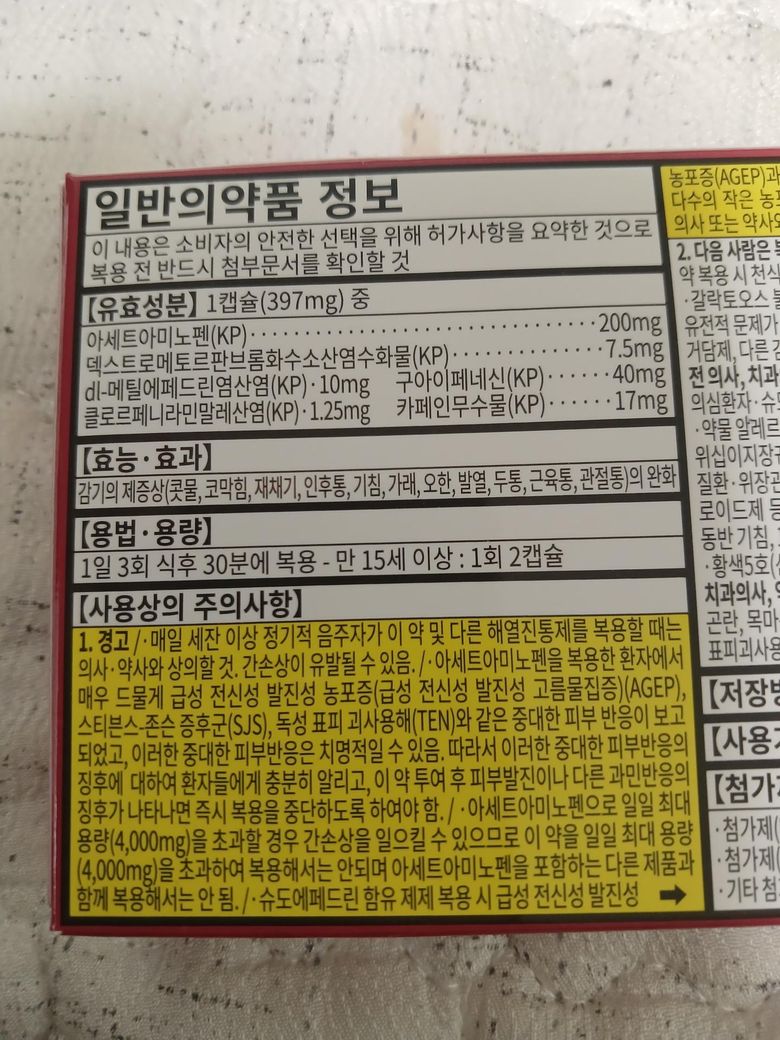 일반의약품 정보
이 내용은 소비자의 안전한 선택을 위해 허가사항을 요약한 것으로
복용 전 반드시 첨부문서를 확인할 것
【유효성분】 1캡슐(397mg) 중
아세트아미노펜(KP)·································200mg
덱스트로메토르판브롬화수소산염수화물(KP)···············7.5mg
dl-메틸에페드린염산염(KP)·10mg 구아이페네신(KP)·······40mg
클로르페니라민말레산염(KP)·1.25mg 카페인무수물(KP)·······17mg
【효능·효과】
감기의 제증상(콧물, 코막힘, 재채기, 인후통, 기침, 가래, 오한, 발열, 두통, 근육통, 관절통)의 완화
【용법·용량】
1일 3회 식후 30분에 복용 - 만 15세 이상 : 1회 2캡슐
【사용상의 주의사항】
1. 경고 /·매일 세잔 이상 정기적 음주자가 이 약 및 다른 해열진통제를 복용할 때는
의사·약사와 상의할 것. 간손상이 유발될 수 있음. /·아세트아미노펜을 복용한 환자에서
매우 드물게 급성 전신성 발진성 농포증(급성 전신성 발진성 고름물집증)(AGEP),
스티븐스-존슨 증후군(SJS), 독성 표피 괴사용해(TEN)와 같은 중대한 피부 반응이 보고
되었고, 이러한 중대한 피부반응은 치명적일 수 있음. 따라서 이러한 중대한 피부반응의
징후에 대하여 환자들에게 충분히 알리고, 이 약 투여 후 피부발진이나 다른 과민반응의
징후가 나타나면 즉시 복용을 중단하도록 하여야 함. /·아세트아미노펜으로 일일 최대
용량(4,000mg)을 초과할 경우 간손상을 일으킬 수 있으므로 이 약을 일일 최대 용량
(4,000mg)을 초과하여 복용해서는 안되며 아세트아미노펜을 포함하는 다른 제품과
함께 복용해서는 안 됨. /·슈도에페드린 함유 제제 복용 시 급성 전신성 발진성 ➡
농포증(AGEP)과
다수의 작은
의사 또는 약사와
2. 다음 사람은
약 복용 시 천식
·갈락토오스
유전적 문제가
거담제, 다른
전 의사, 치과
의심환자·
·약물 알레르
위십이지장
질환·위장관
로이드제 등
동반 기침,
·황색5호(
치과의사,
곤란, 목마
표피괴사용
【저장방
【사용기
【첨가
·첨가제(
·첨가제(
·기타 첨